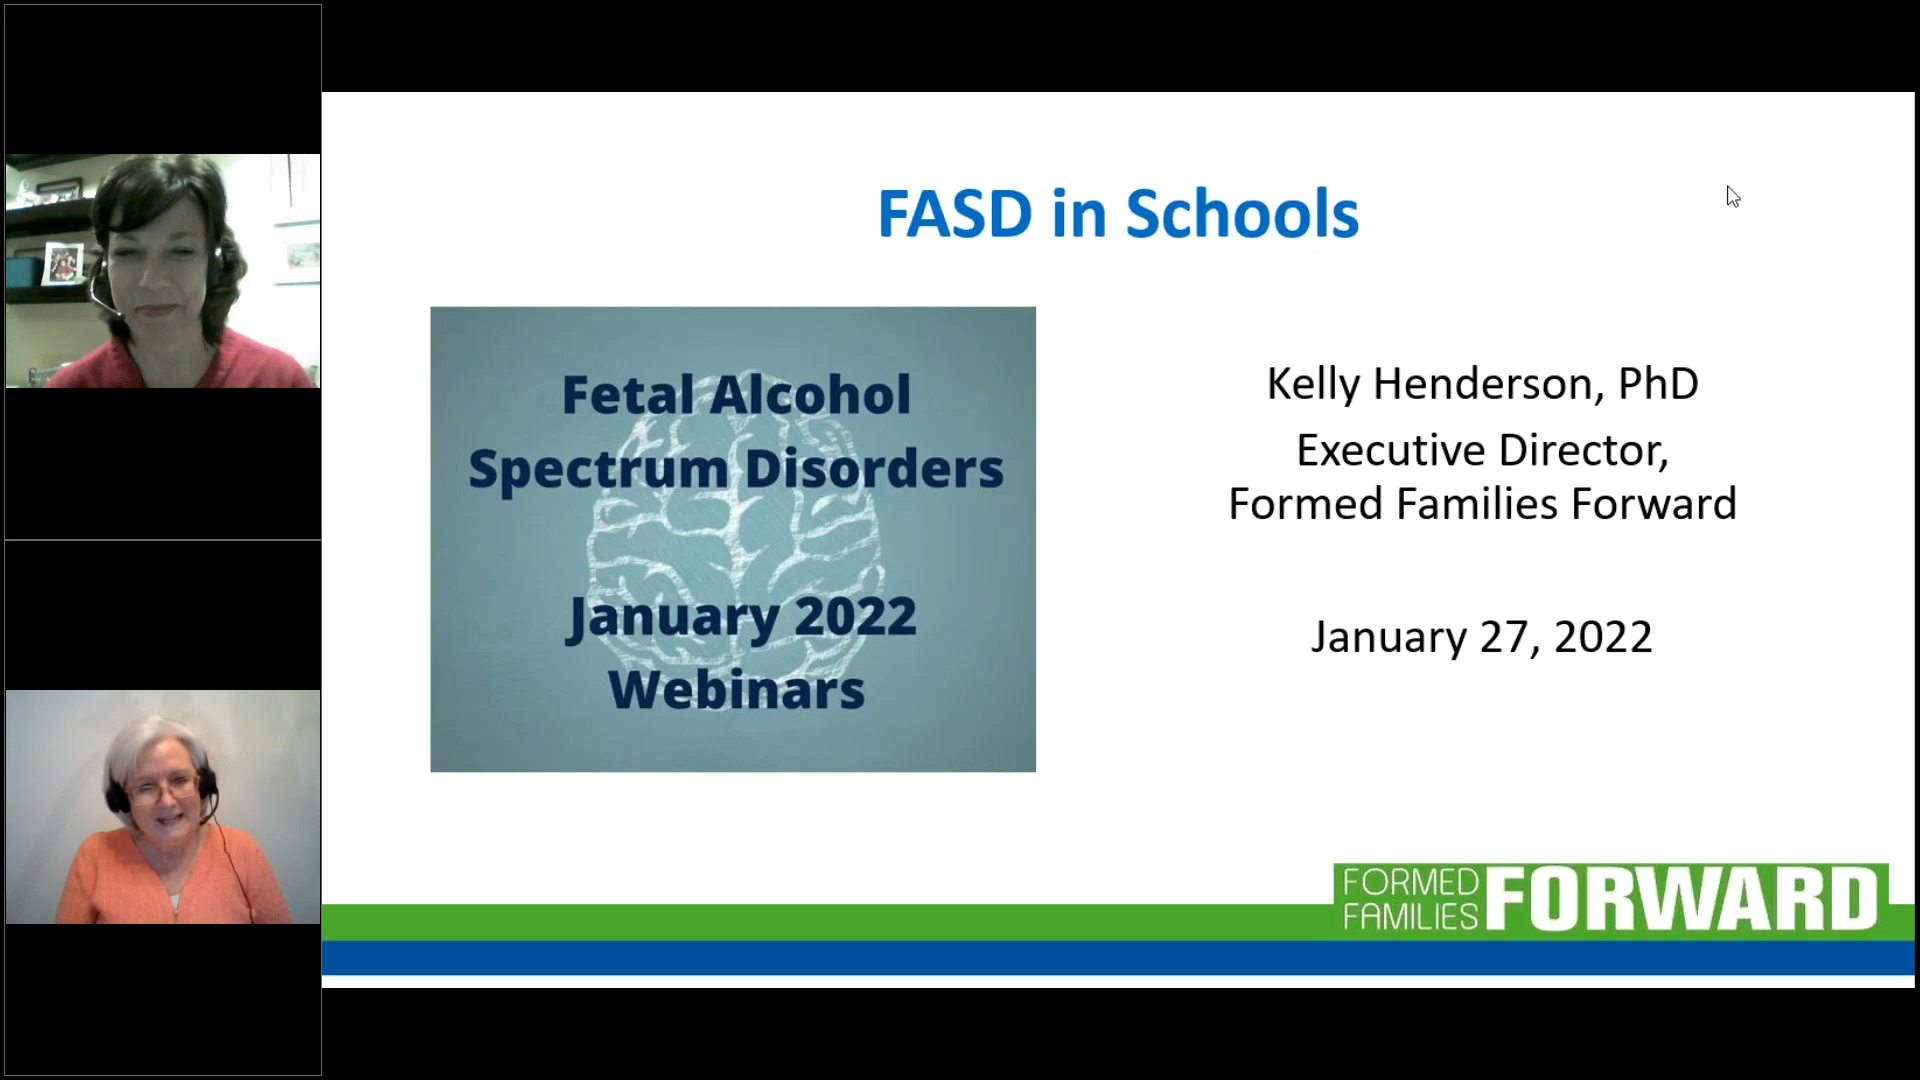 FASD in Schools
Fetal Alcohol
Spectrum Disorders
January 2022
Webinars
Kelly Henderson, PhD
Executive Director,
Formed Families Forward
January 27, 2022
FORMED
FAMILIES
FORWARD